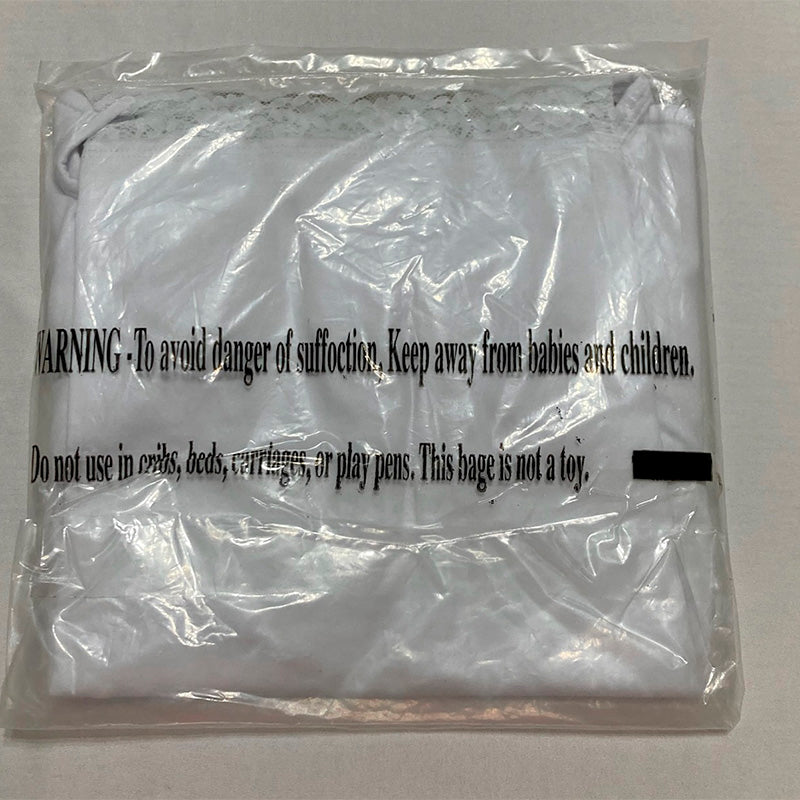 WARNING -To avoid danger of suffoction, Keep away from babies and children.
Do not use in cribs, beds, carriages, or play pens. This bage is not a toy.